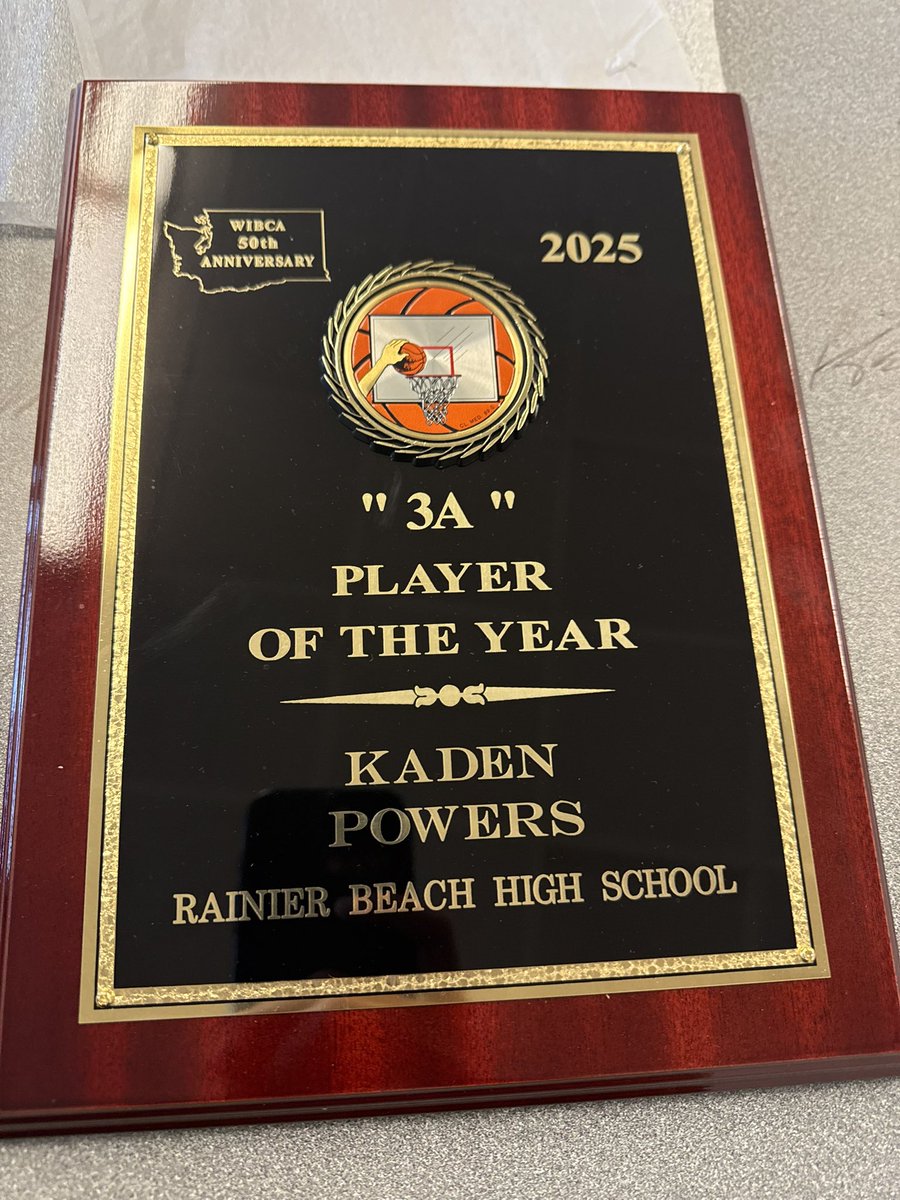 WIBCA
50th
ANNIVERSARY
2025
" 3A "
PLAYER
OF THE YEAR
KADEN
POWERS
RAINIER BEACH HIGH SCHOOL